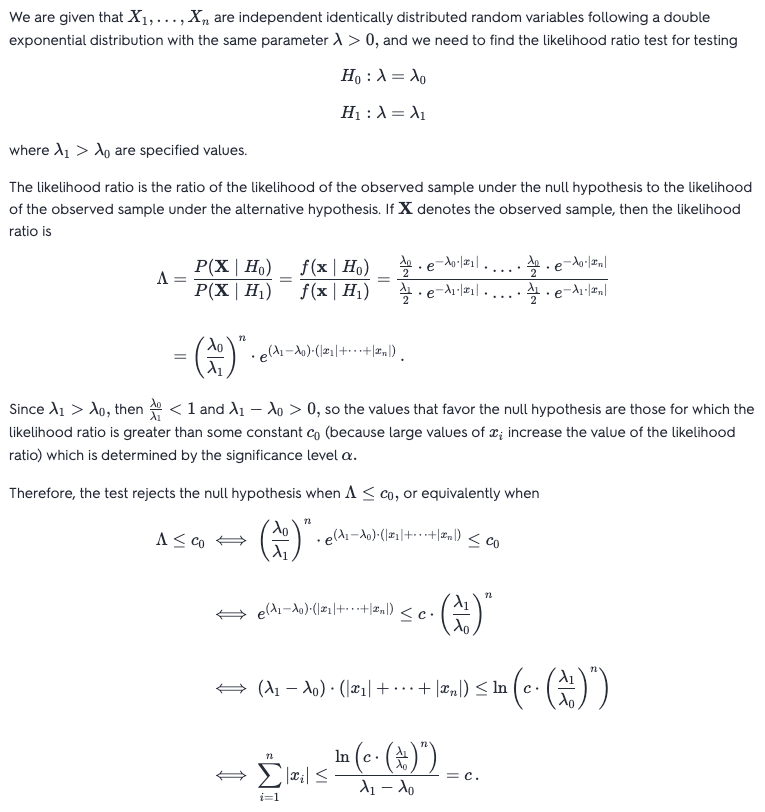 We are given that $X_1, \ldots, X_n$ are independent identically distributed random variables following a double
exponential distribution with the same parameter $\lambda > 0$, and we need to find the likelihood ratio test for testing
$H_0 : \lambda = \lambda_0$
$H_1 : \lambda = \lambda_1$
where $\lambda_1 > \lambda_0$ are specified values.
The likelihood ratio is the ratio of the likelihood of the observed sample under the null hypothesis to the likelihood
of the observed sample under the alternative hypothesis. If $\mathbf{X}$ denotes the observed sample, then the likelihood
ratio is
$\Lambda = \frac{P(\mathbf{X} \mid H_0)}{P(\mathbf{X} \mid H_1)} = \frac{f(\mathbf{x} \mid H_0)}{f(\mathbf{x} \mid H_1)} = \frac{\frac{\lambda_0}{2} \cdot e^{-\lambda_0 \cdot |x_1|} \cdot \ldots \cdot \frac{\lambda_0}{2} \cdot e^{-\lambda_0 \cdot |x_n|}}{\frac{\lambda_1}{2} \cdot e^{-\lambda_1 \cdot |x_1|} \cdot \ldots \cdot \frac{\lambda_1}{2} \cdot e^{-\lambda_1 \cdot |x_n|}}$
$= \left(\frac{\lambda_0}{\lambda_1}\right)^n \cdot e^{(\lambda_1 - \lambda_0) \cdot (|x_1| + \cdots + |x_n|)} .$
Since $\lambda_1 > \lambda_0$, then $\frac{\lambda_0}{\lambda_1} < 1$ and $\lambda_1 - \lambda_0 > 0$, so the values that favor the null hypothesis are those for which the
likelihood ratio is greater than some constant $c_0$ (because large values of $x_i$ increase the value of the likelihood
ratio) which is determined by the significance level $\alpha$.
Therefore, the test rejects the null hypothesis when $\Lambda \leq c_0$, or equivalently when
$\Lambda \leq c_0 \iff \left(\frac{\lambda_0}{\lambda_1}\right)^n \cdot e^{(\lambda_1 - \lambda_0) \cdot (|x_1| + \cdots + |x_n|)} \leq c_0$
$\iff e^{(\lambda_1 - \lambda_0) \cdot (|x_1| + \cdots + |x_n|)} \leq c \cdot \left(\frac{\lambda_1}{\lambda_0}\right)^n$
$\iff (\lambda_1 - \lambda_0) \cdot (|x_1| + \cdots + |x_n|) \leq \ln \left( c \cdot \left(\frac{\lambda_1}{\lambda_0}\right)^n \right)$
$\iff \sum_{i=1}^{n} |x_i| \leq \frac{\ln \left( c \cdot \left(\frac{\lambda_1}{\lambda_0}\right)^n \right)}{\lambda_1 - \lambda_0} = c .$